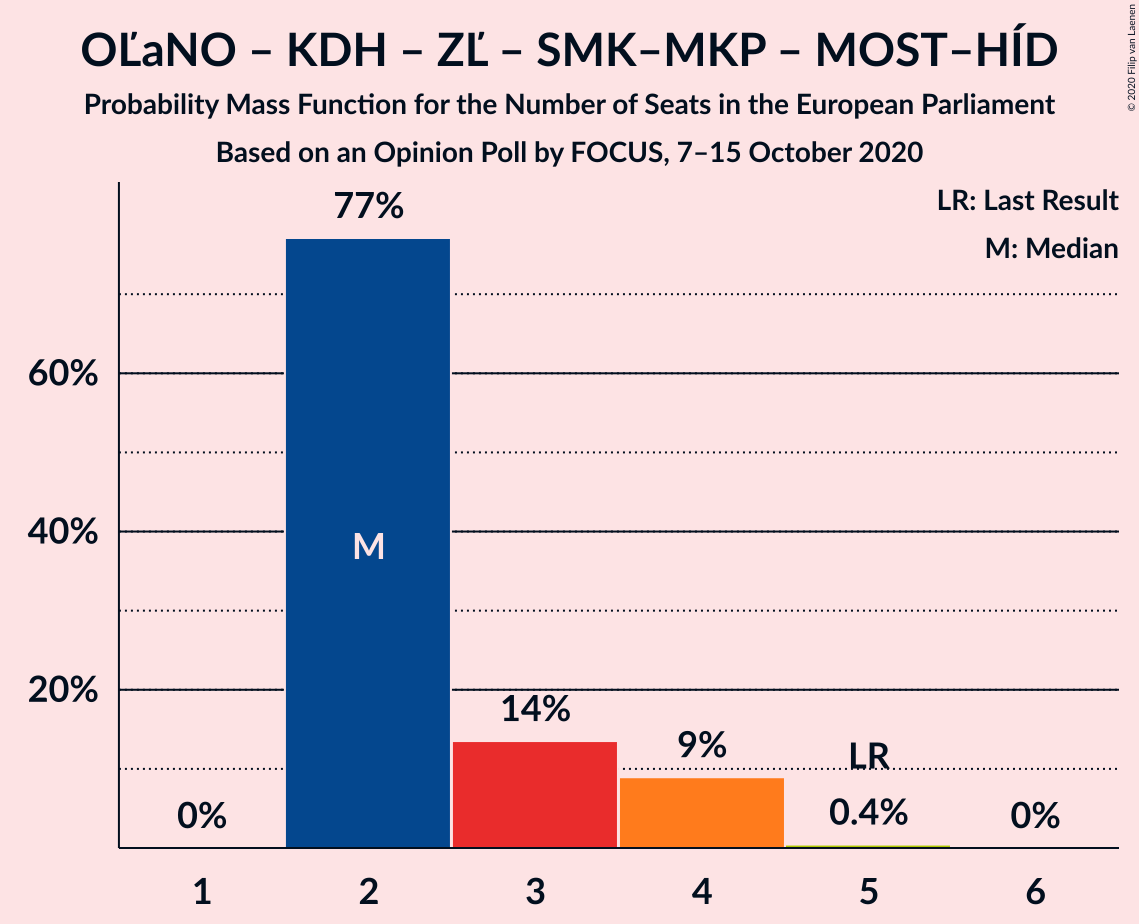 OĽaNO – KDH – ZĽ – SMK–MKP – MOST–HÍD
Probability Mass Function for the Number of Seats in the European Parliament
Based on an Opinion Poll by FOCUS, 7–15 October 2020
© 2020 Filip van Laenen
LR: Last Result
M: Median
77%
60%
40%
M
20%
14%
9%
LR
0%
0.4%
0%
1 2 3 4 5 6